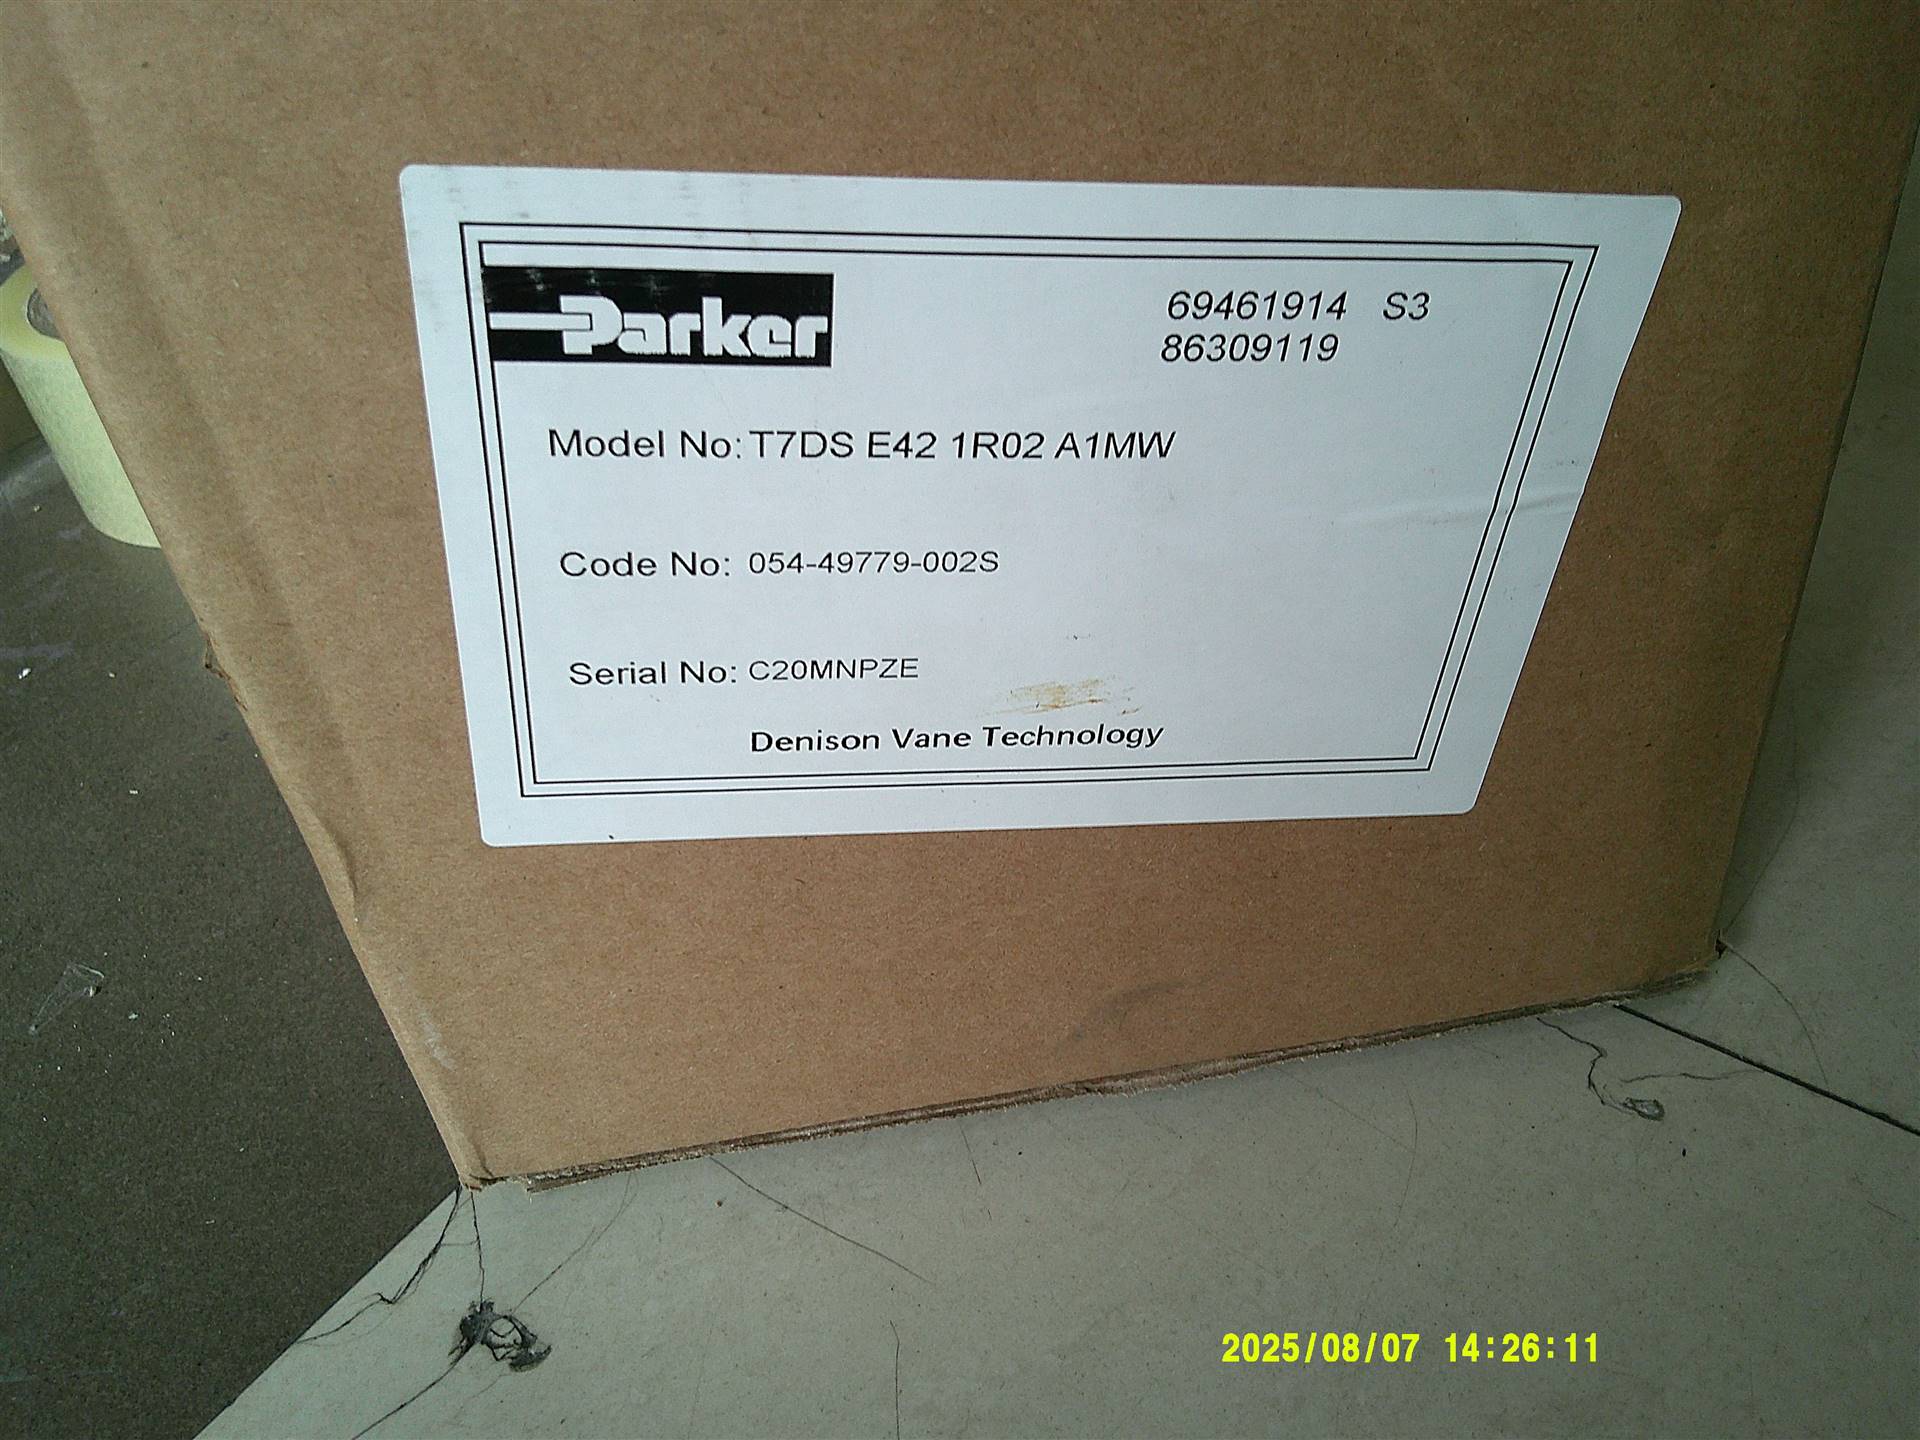 Parker
69461914 S3
86309119
Model No: T7DS E42 1R02 A1MW
Code No: 054-49779-002S
Serial No: C20MNPZE
Denison Vane Technology
2025/08/07 14:26:11